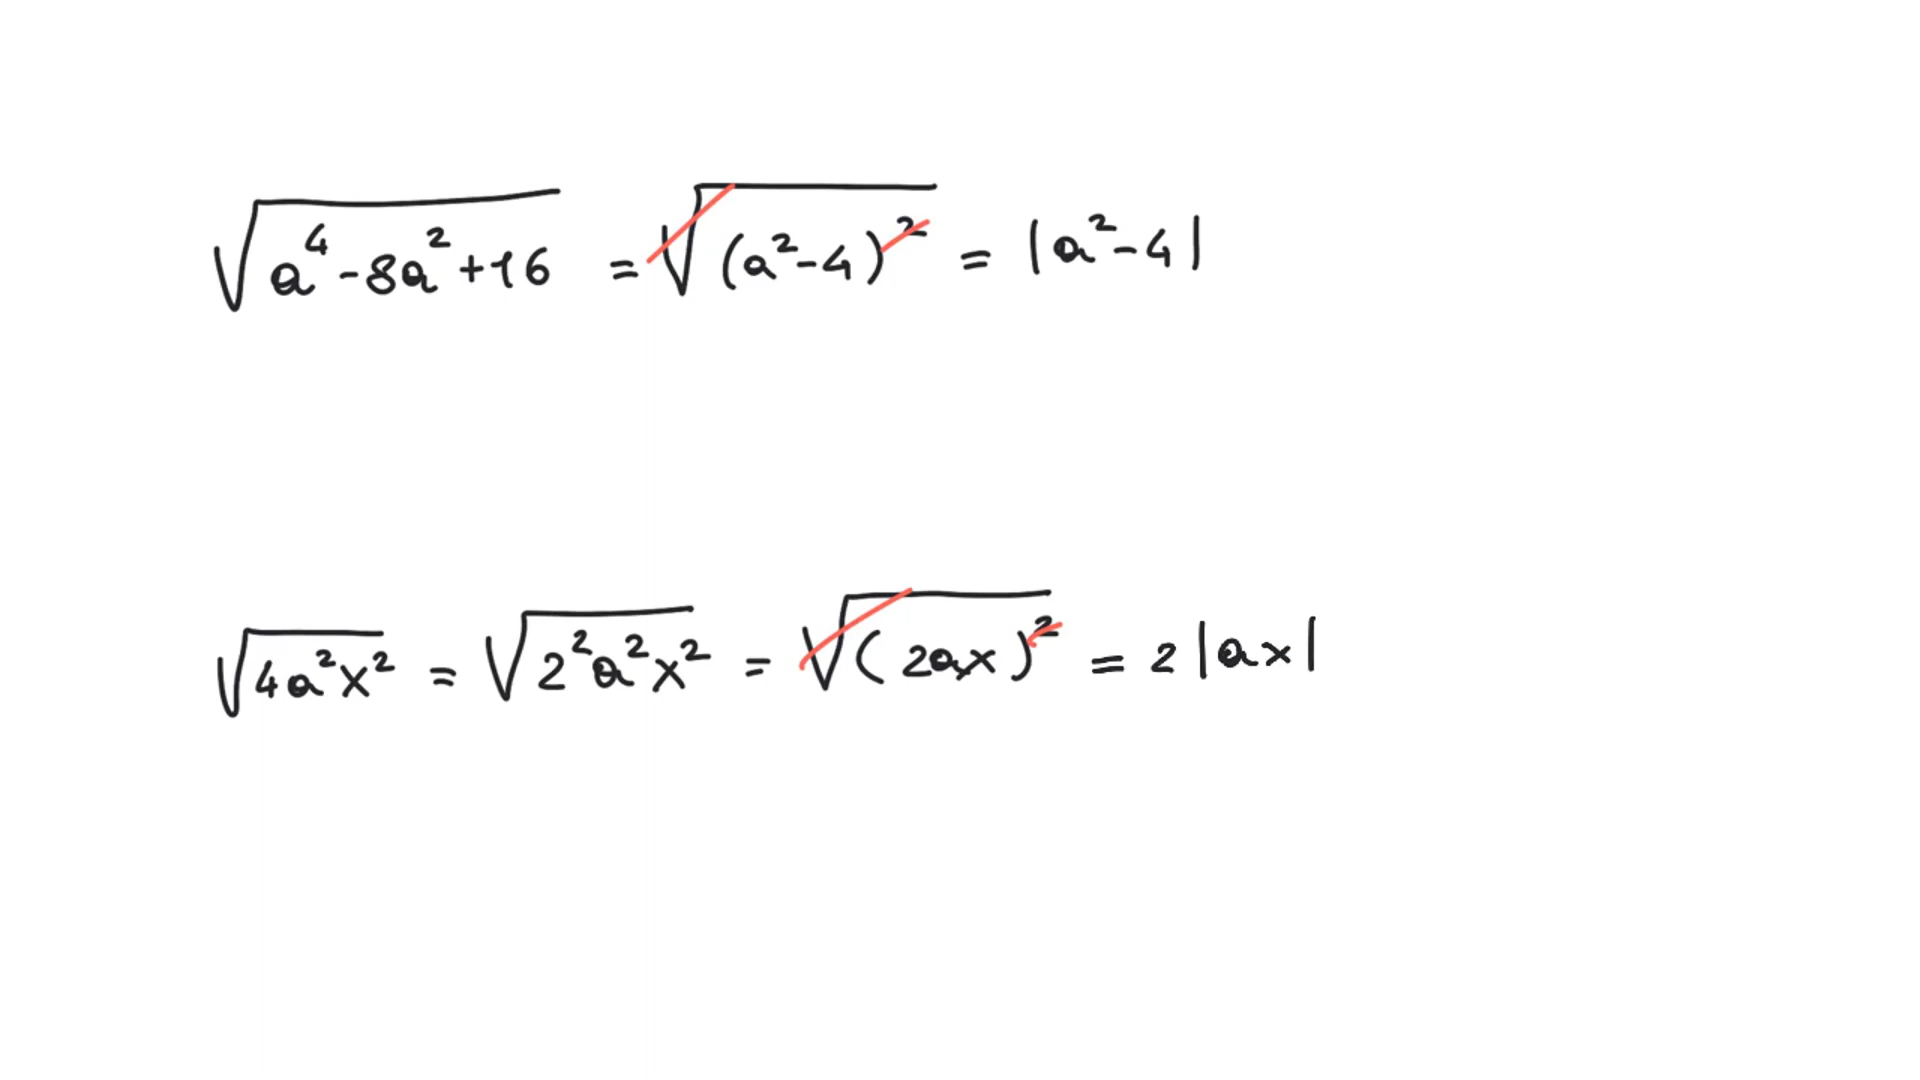 √(a⁴-8a²+16) = √((a²-4)²) = |a²-4|
√(4a²x²) = √(2²a²x²) = √((2ax)²) = 2|ax|